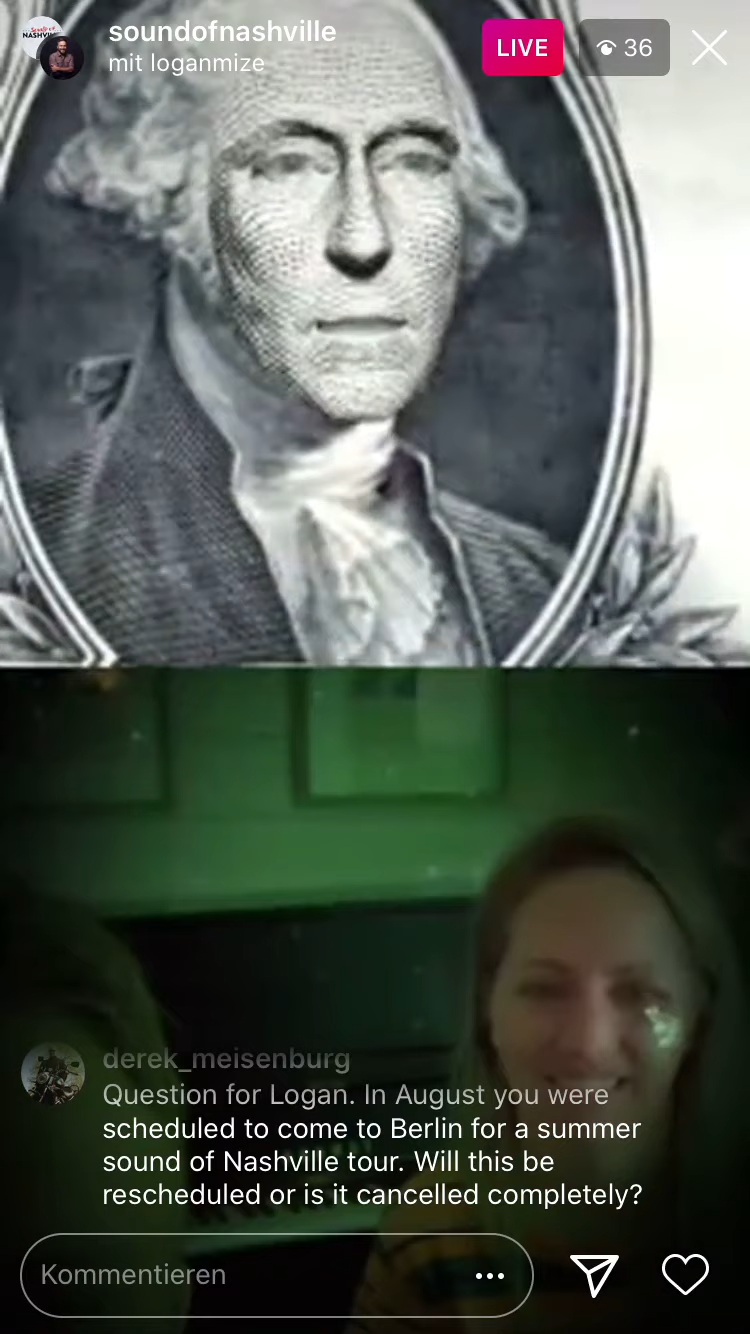 soundofnashville
mit loganmize
LIVE
36
derek_meisenburg
Question for Logan. In August you were
scheduled to come to Berlin for a summer
sound of Nashville tour. Will this be
rescheduled or is it cancelled completely?
Kommentieren